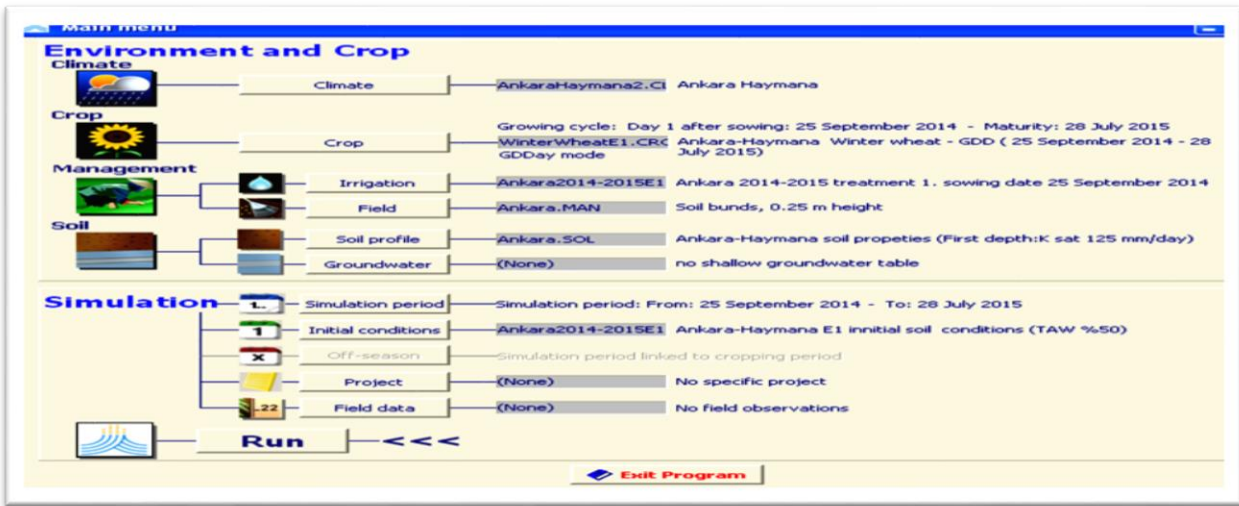 Main menu
Environment and Crop
Climate
Climate AnkaraHaymana2.CL Ankara Haymana
Crop
Growing cycle: Day 1 after sowing: 25 September 2014 - Maturity: 28 July 2015
Crop WinterWheatE1.CRO Ankara-Haymana Winter wheat - GDD ( 25 September 2014 - 28
GDDay mode July 2015)
Management
Irrigation Ankara2014-2015E1 Ankara 2014-2015 treatment 1. sowing date 25 September 2014
Field Ankara.MAN Soil bunds, 0.25 m height
Soil
Soil profile Ankara.SOL Ankara-Haymana soil propeties (First depth:K sat 125 mm/day)
Groundwater (None) no shallow groundwater table
Simulation 1.. Simulation period Simulation period: From: 25 September 2014 - To: 28 July 2015
1 Initial conditions Ankara2014-2015E1 Ankara-Haymana E1 innitial soil conditions (TAW %50)
x Off-season Simulation period linked to cropping period
Project (None) No specific project
..22 Field data (None) No field observations
Run <<<
Exit Program